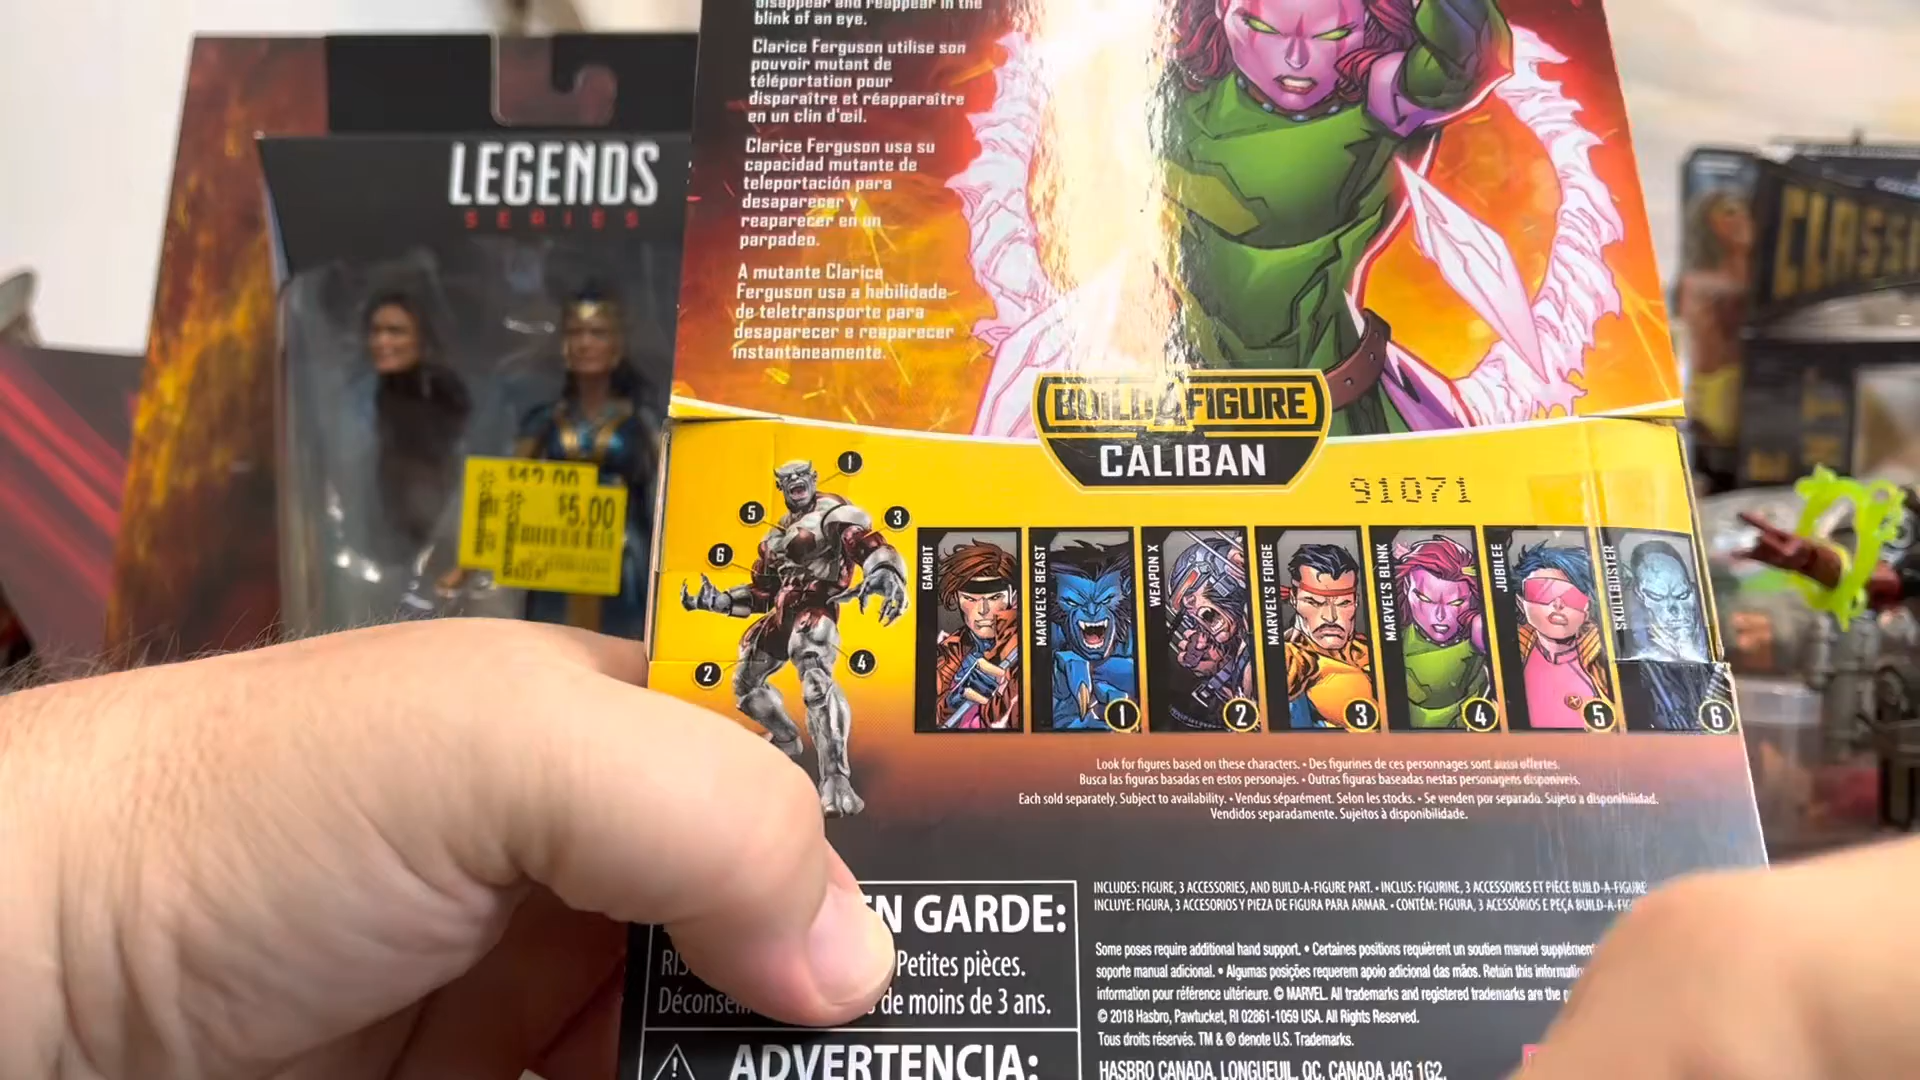 disappear and reappear in the
blink of an eye.
Clarice Ferguson utilise son
pouvoir mutant de
téléportation pour
disparaître et réapparaître
en un clin d'œil.
Clarice Ferguson usa su
capacidad mutante de
teleportación para
desaparecer y
reaparecer en un
parpadeo.
A mutante Clarice
Ferguson usa a habilidade
de teletransporte para
desaparecer e reaparecer
instantaneamente.
LEGENDS
SERIES
$5.00
CLASSI
BUILD A FIGURE
CALIBAN
91071
1
5
3
6
2
4
GAMBIT
MARVEL'S BEAST
1
WEAPON X
2
MARVEL'S FORGE
3
MARVEL'S BLINK
4
JUBILEE
5
SKULLBUSTER
6
Look for figures based on these characters. • Des figurines de ces personnages sont aussi offertes.
Busca las figuras basadas en estos personajes. • Outras figuras baseadas nestas personagens disponíveis.
Each sold separately. Subject to availability. • Vendus séparément. Selon les stocks. • Se venden por separado. Sujeto a disponibilidad.
Vendidos separadamente. Sujeitos à disponibilidade.
EN GARDE:
Petites pièces.
de moins de 3 ans.
ADVERTENCIA:
INCLUDES: FIGURE, 3 ACCESSORIES, AND BUILD-A-FIGURE PART. • INCLUS: FIGURINE, 3 ACCESSOIRES ET PIÈCE BUILD-A-FIGURE
INCLUYE: FIGURA, 3 ACCESORIOS Y PIEZA DE FIGURA PARA ARMAR. • CONTÉM: FIGURA, 3 ACESSÓRIOS E PEÇA BUILD-A-FIG
Some poses require additional hand support. • Certaines positions requièrent un soutien manuel
soporte manual adicional. • Algumas posições requerem apoio adicional das mãos. Retain this
información pour référence ultérieure. © MARVEL. All trademarks and registered trademarks are the
© 2018 Hasbro, Pawtucket, RI 02861-1059 USA. All Rights Reserved.
Tous droits réservés. TM & ® denote U.S. Trademarks.
HASBRO CANADA, LONGUEUIL, QC, CANADA J4G 1G2.